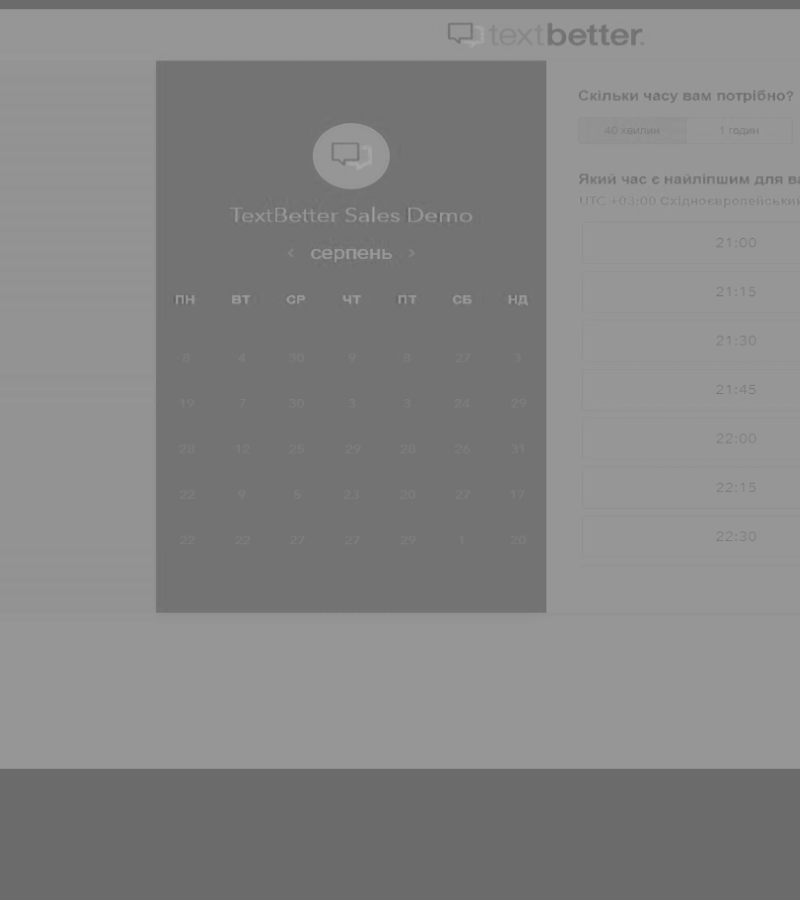 textbetter.
TextBetter Sales Demo
‹ серпень ›
ПН ВТ СР ЧТ ПТ СБ НД
4 30 9 8 27 3
19 7 30 3 3 24 29
28 12 25 29 28 26 31
22 9 5 23 20 27 17
22 22 27 27 29 1 20
Скільки часу вам потрібно?
40 хвилин 1 годин
Який час є найліпшим для ва
UTC +03:00 Східноєвропейський
21:00
21:15
21:30
21:45
22:00
22:15
22:30